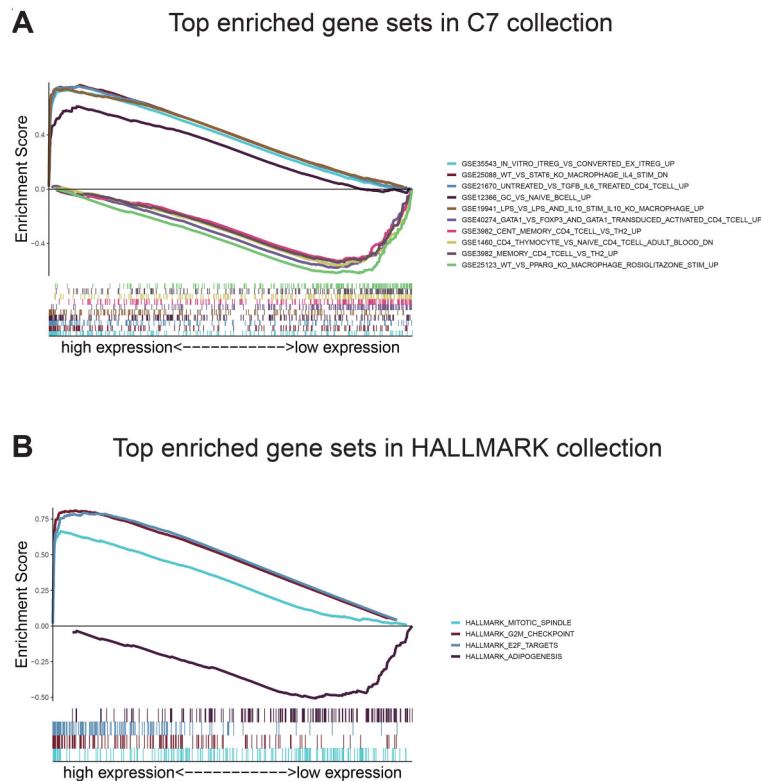 A
Top enriched gene sets in C7 collection
Enrichment Score
0.4
0.0
-0.4
GSE35543_IN_VITRO_ITREG_VS_CONVERTED_EX_ITREG_UP
GSE25088_WT_VS_STAT6_KO_MACROPHAGE_IL4_STIM_DN
GSE21670_UNTREATED_VS_TGFB_IL6_TREATED_CD4_TCELL_UP
GSE12366_GC_VS_NAIVE_BCELL_UP
GSE19941_LPS_VS_LPS_AND_IL10_STIM_IL10_KO_MACROPHAGE_UP
GSE40274_GATA1_VS_FOXP3_AND_GATA1_TRANSDUCED_ACTIVATED_CD4_TCELL_UP
GSE3982_CENT_MEMORY_CD4_TCELL_VS_TH2_UP
GSE1460_CD4_THYMOCYTE_VS_NAIVE_CD4_TCELL_ADULT_BLOOD_DN
GSE3982_MEMORY_CD4_TCELL_VS_TH2_UP
GSE25123_WT_VS_PPARG_KO_MACROPHAGE_ROSIGLITAZONE_STIM_UP
high expression<----------->low expression
B
Top enriched gene sets in HALLMARK collection
Enrichment Score
0.75
0.50
0.25
0.00
-0.25
-0.50
HALLMARK_MITOTIC_SPINDLE
HALLMARK_G2M_CHECKPOINT
HALLMARK_E2F_TARGETS
HALLMARK_ADIPOGENESIS
high expression<----------->low expression